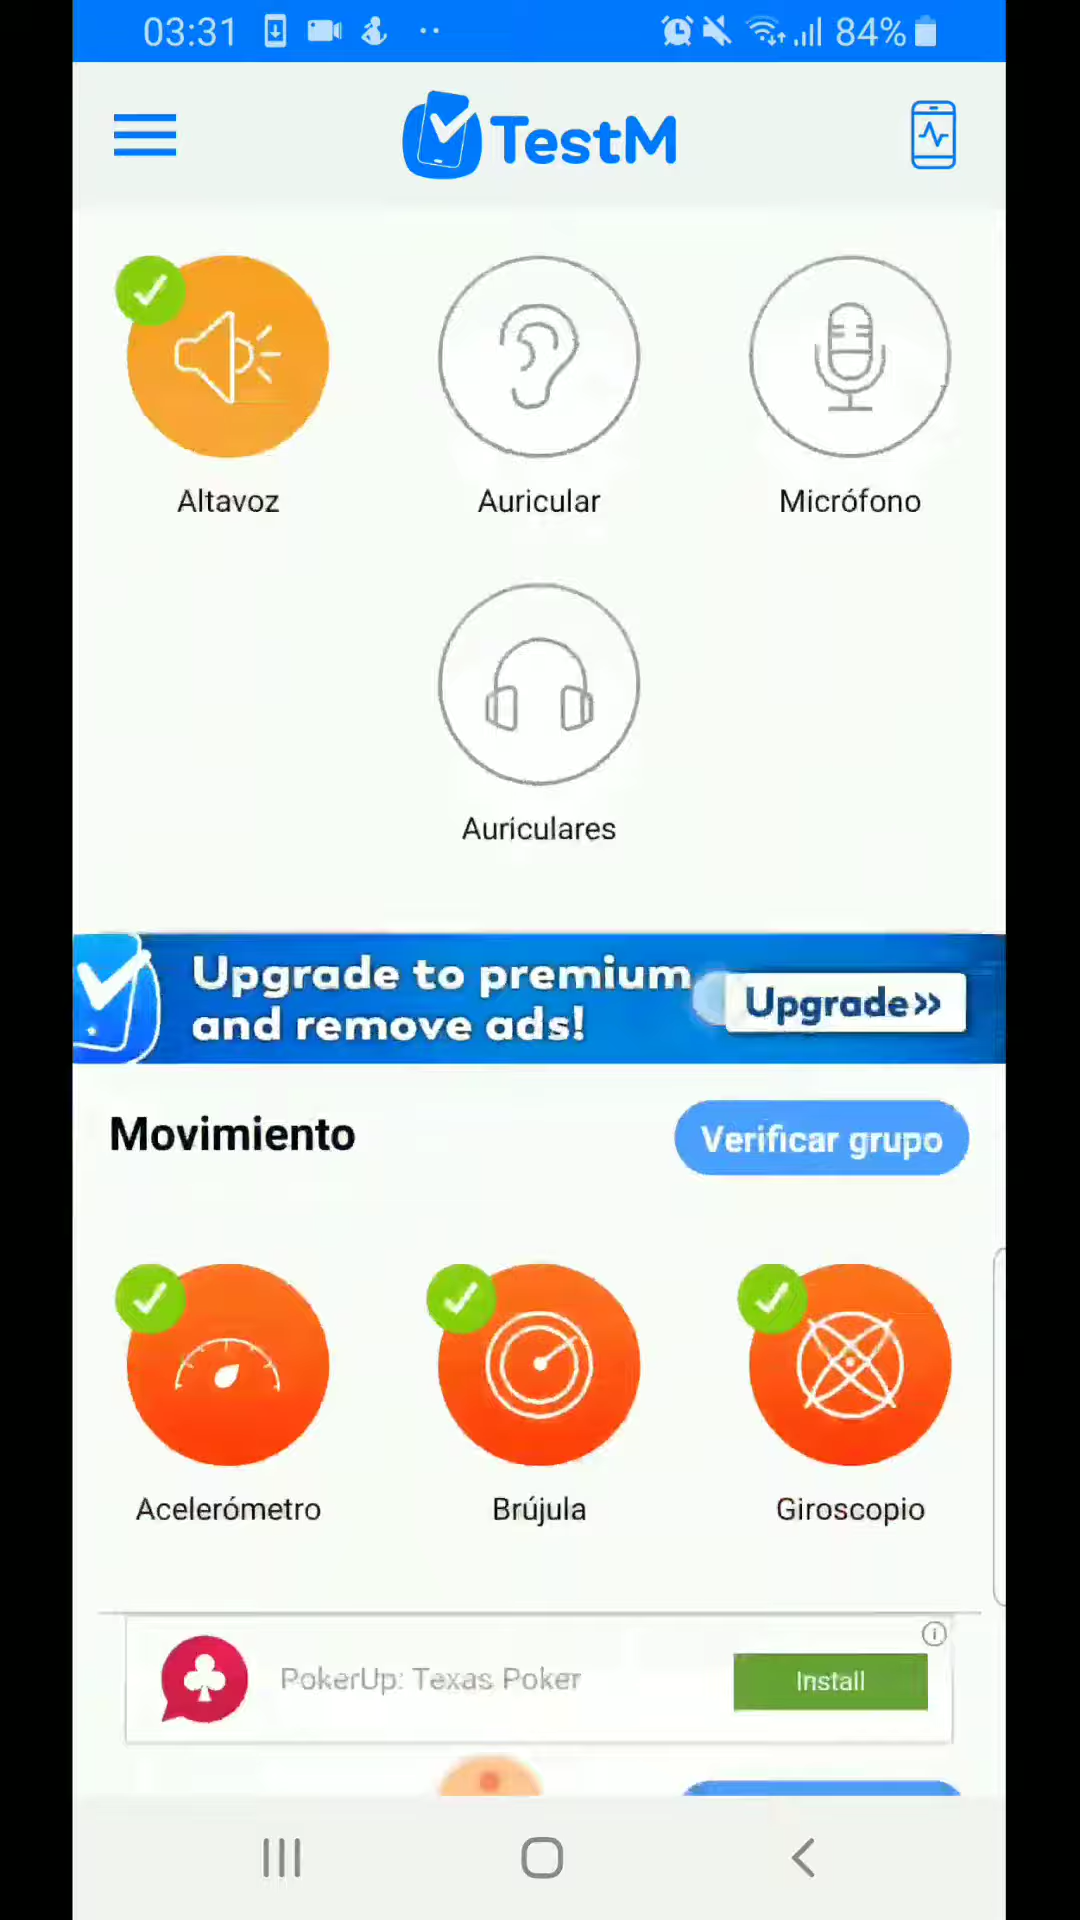 03:31
84%
TestM
Altavoz
Auricular
Micrófono
Auriculares
Upgrade to premium
and remove ads!
Upgrade>>
Movimiento
Verificar grupo
Acelerómetro
Brújula
Giroscopio
PokerUp: Texas Poker
Install